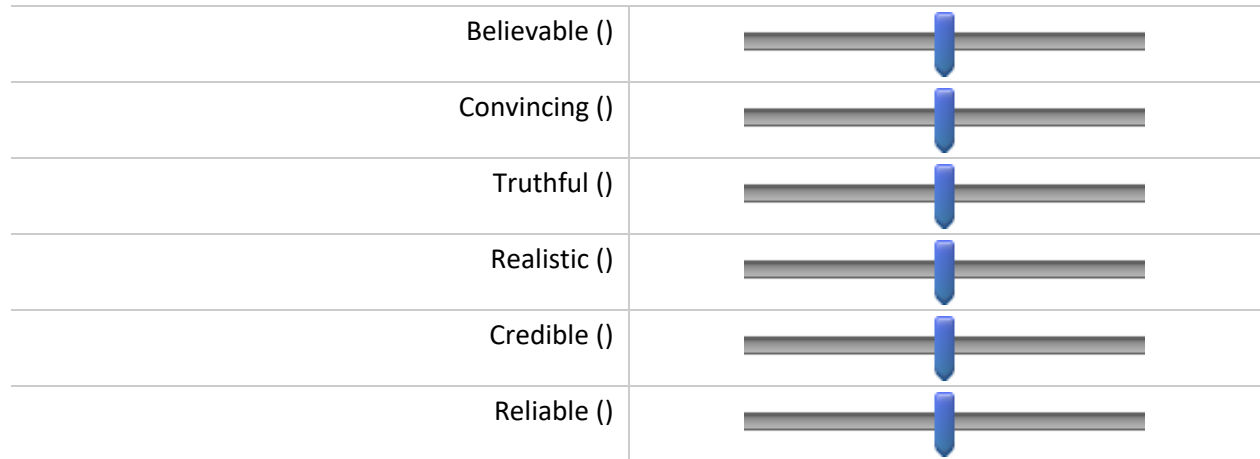 Believable ()
Convincing ()
Truthful ()
Realistic ()
Credible ()
Reliable ()